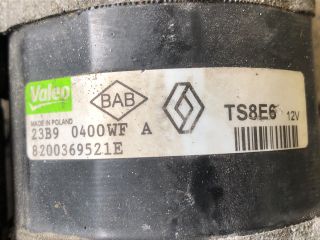 Valeo
BAB
TS8E6 12V
MADE IN POLAND
23B9 0400WF A
8200369521E